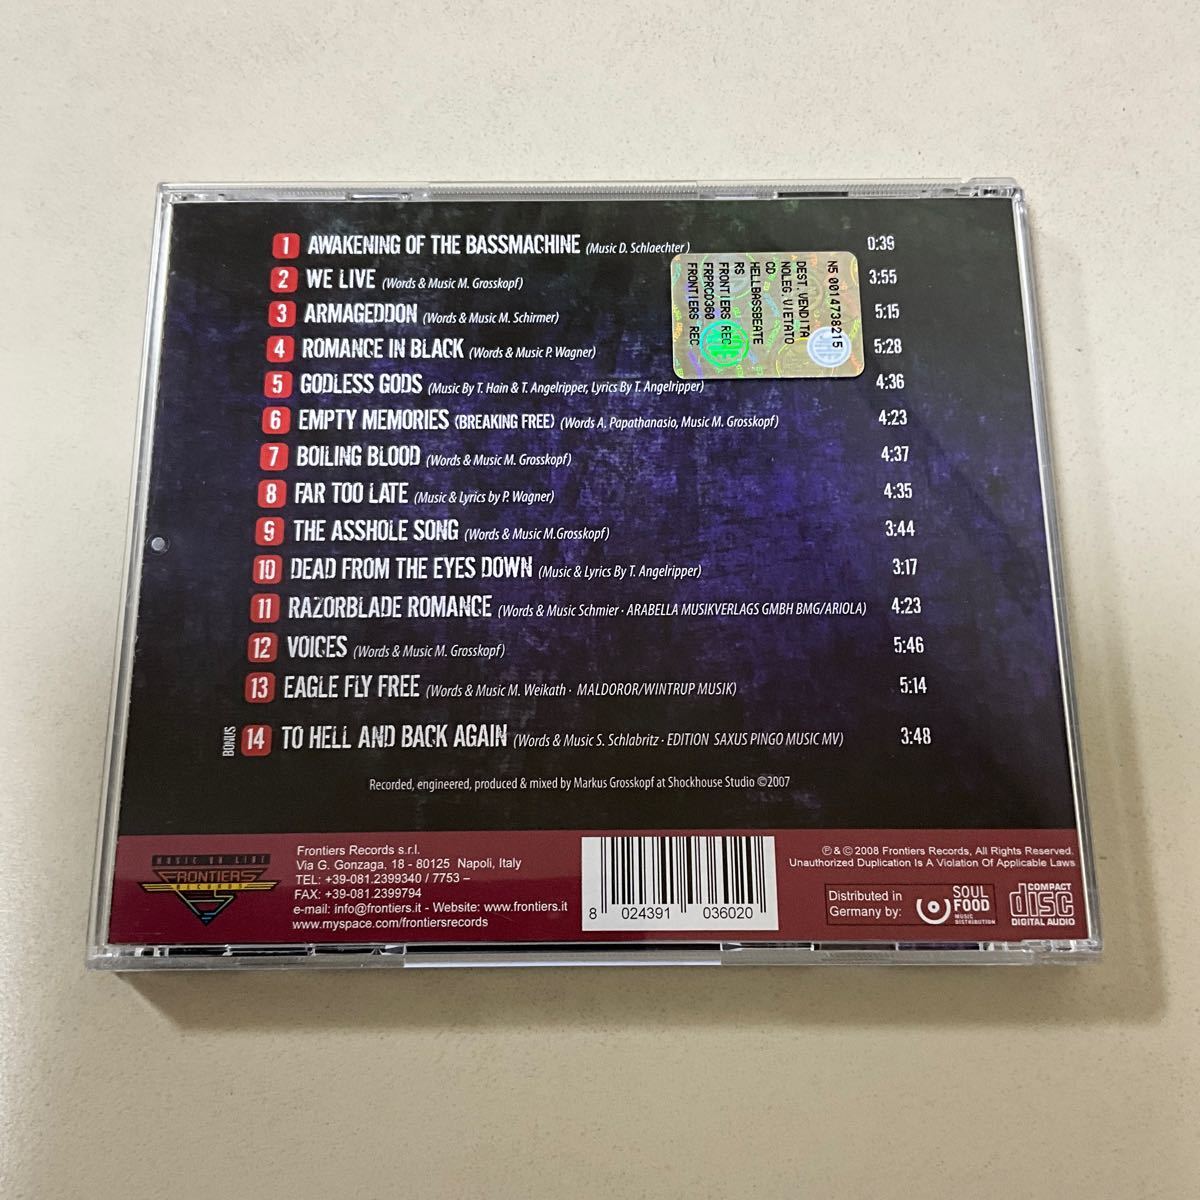 1 AWAKENING OF THE BASSMACHINE (Music D. Schlaechter ) 0:39
2 WE LIVE (Words & Music M. Grosskopf) 3:55
3 ARMAGEDDON (Words & Music M. Schirmer) 5:15
4 ROMANCE IN BLACK (Words & Music P. Wagner) 5:28
5 GODLESS GODS (Music By T. Hain & T. Angelripper, Lyrics By T. Angelripper) 4:36
6 EMPTY MEMORIES (BREAKING FREE) (Words A. Papathanasio, Music M. Grosskopf) 4:23
7 BOILING BLOOD (Words & Music M. Grosskopf) 4:37
8 FAR TOO LATE (Music & Lyrics by P. Wagner) 4:35
9 THE ASSHOLE SONG (Words & Music M.Grosskopf) 3:44
10 DEAD FROM THE EYES DOWN (Music & Lyrics By T. Angelripper) 3:17
11 RAZORBLADE ROMANCE (Words & Music Schmier · ARABELLA MUSIKVERLAGS GMBH BMG/ARIOLA) 4:23
12 VOICES (Words & Music M. Grosskopf) 5:46
13 EAGLE FLY FREE (Words & Music M. Weikath · MALDOROR/WINTRUP MUSIK) 5:14
BONUS 14 TO HELL AND BACK AGAIN (Words & Music S. Schlabritz · EDITION SAXUS PINGO MUSIC MV) 3:48
Recorded, engineered, produced & mixed by Markus Grosskopf at Shockhouse Studio ©2007
N5 0014738215
DEST.VENDITA
NOLEG.VIETATO
CD
HELLBASSBEATE
RS
FRONTIERS REC
FRPRCD360
FRONTIERS REC
MUSIC ON LINE
FRONTIERS
RECORDS
Frontiers Records s.r.l.
Via G. Gonzaga, 18 - 80125 Napoli, Italy
TEL: +39-081.2399340 / 7753 –
FAX: +39-081.2399794
e-mail: info@frontiers.it - Website: www.frontiers.it
www.myspace.com/frontiersrecords
8 024391 036020
℗ & © 2008 Frontiers Records, All Rights Reserved.
Unauthorized Duplication Is A Violation Of Applicable Laws
Distributed in
Germany by:
SOUL
FOOD
MUSIC
DISTRIBUTION
COMPACT
disc
DIGITAL AUDIO